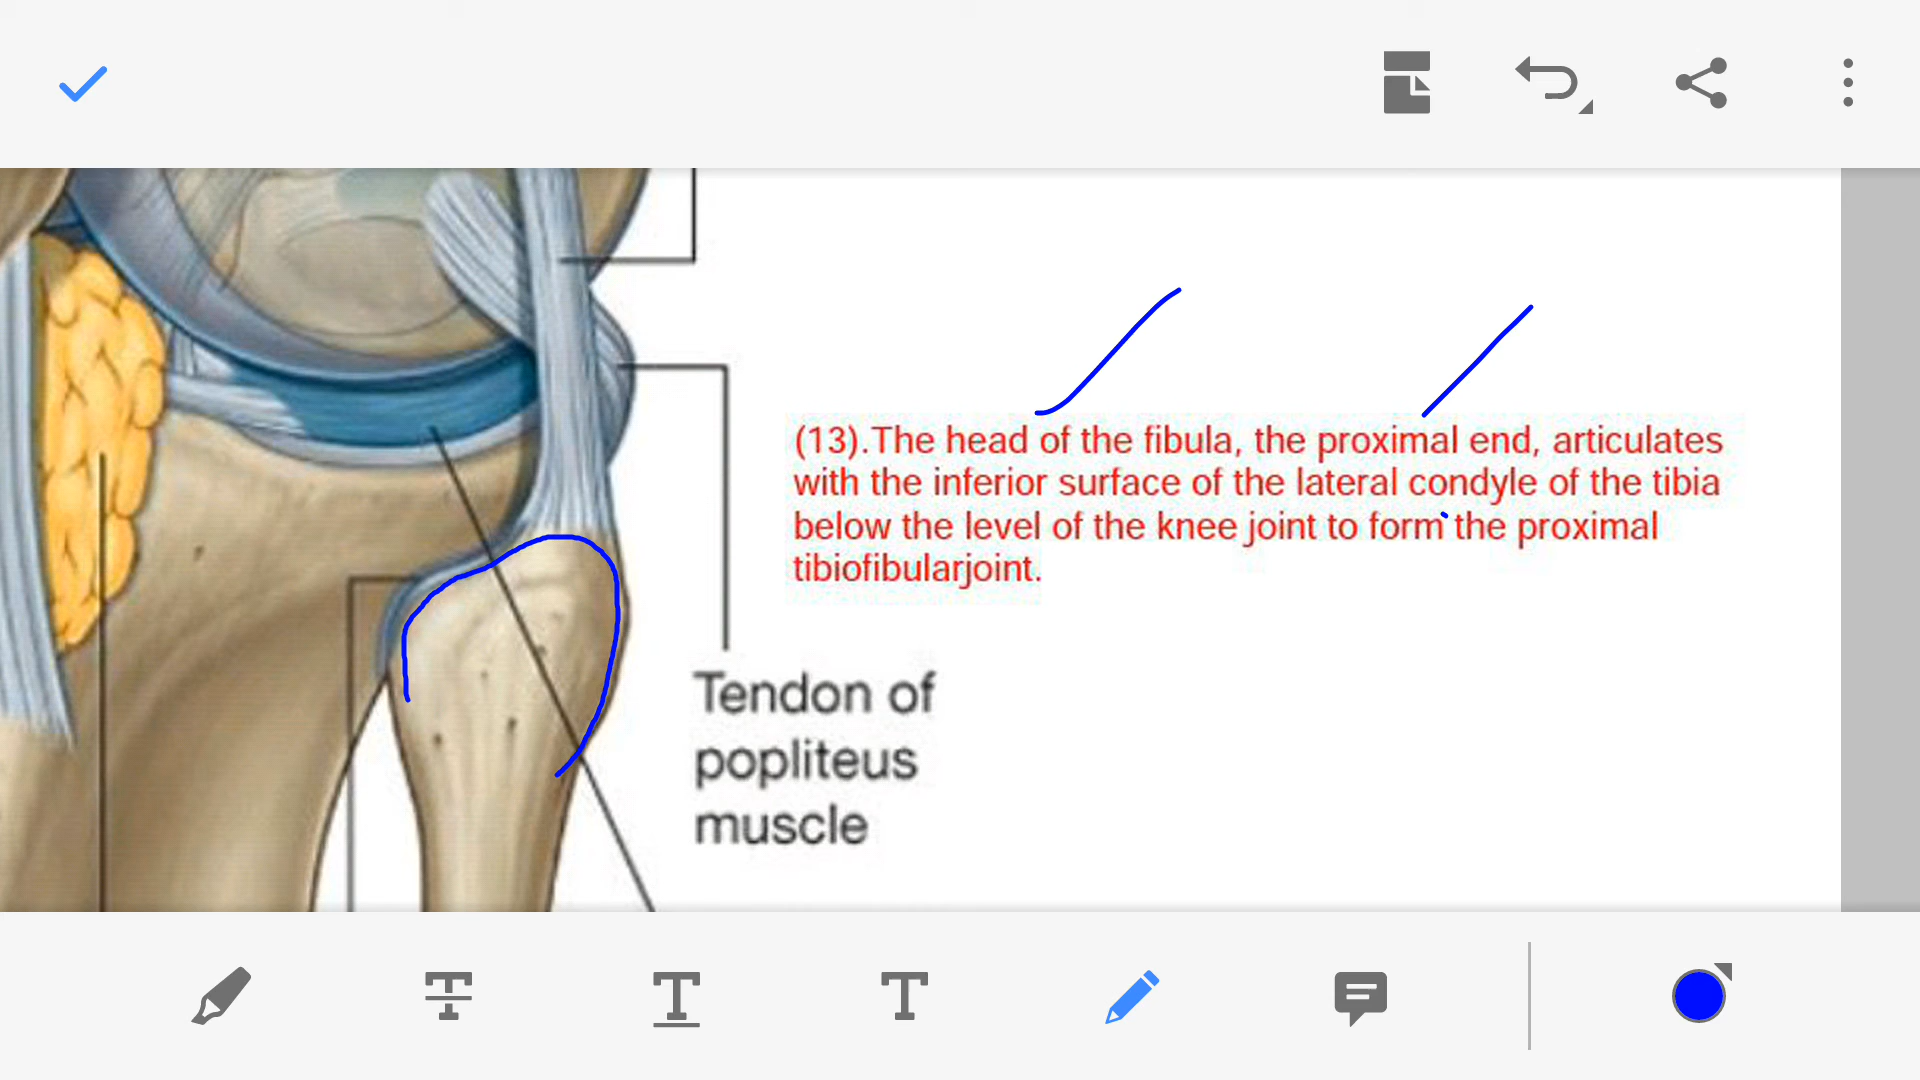 (13).The head of the fibula, the proximal end, articulates
with the inferior surface of the lateral condyle of the tibia
below the level of the knee joint to form the proximal
tibiofibularjoint.
Tendon of
popliteus
muscle